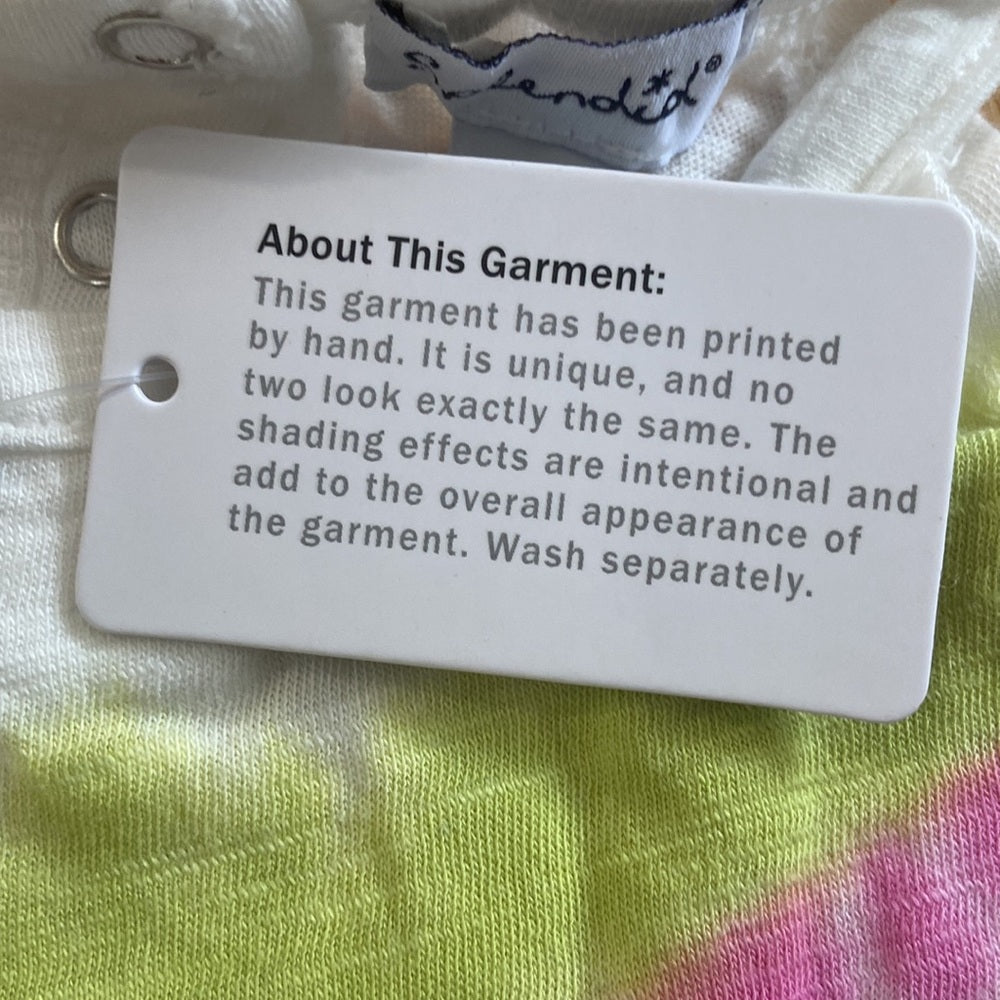 Splendid®
About This Garment:
This garment has been printed
by hand. It is unique, and no
two look exactly the same. The
shading effects are intentional and
add to the overall appearance of
the garment. Wash separately.